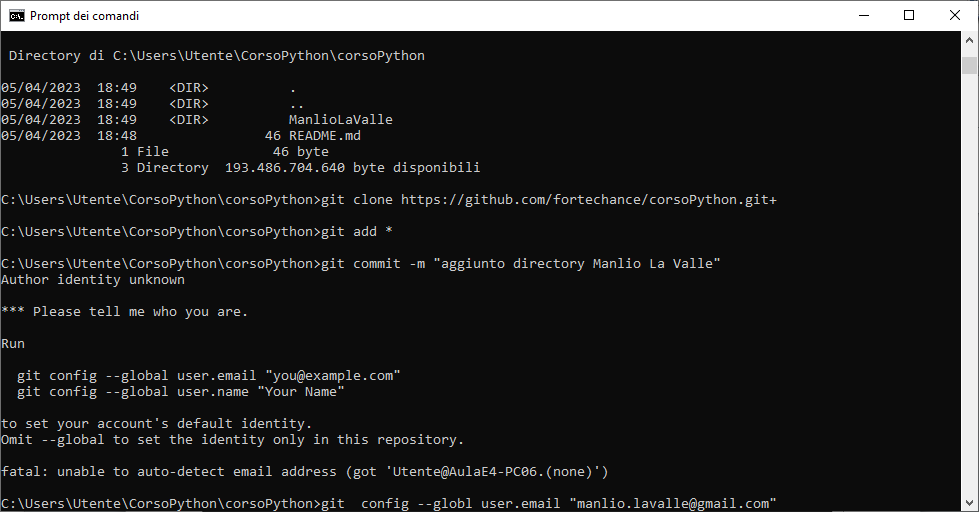 Prompt dei comandi
Directory di C:\Users\Utente\CorsoPython\corsoPython
05/04/2023  18:49    <DIR>          .
05/04/2023  18:49    <DIR>          ..
05/04/2023  18:49    <DIR>          ManlioLaValle
05/04/2023  18:48                46 README.md
1 File             46 byte
3 Directory  193.486.704.640 byte disponibili
C:\Users\Utente\CorsoPython\corsoPython>git clone https://github.com/fortechance/corsoPython.git+
C:\Users\Utente\CorsoPython\corsoPython>git add *
C:\Users\Utente\CorsoPython\corsoPython>git commit -m "aggiunto directory Manlio La Valle"
Author identity unknown
*** Please tell me who you are.
Run
git config --global user.email "you@example.com"
git config --global user.name "Your Name"
to set your account's default identity.
Omit --global to set the identity only in this repository.
fatal: unable to auto-detect email address (got 'Utente@AulaE4-PC06.(none)')
C:\Users\Utente\CorsoPython\corsoPython>git  config --globl user.email "manlio.lavalle@gmail.com"